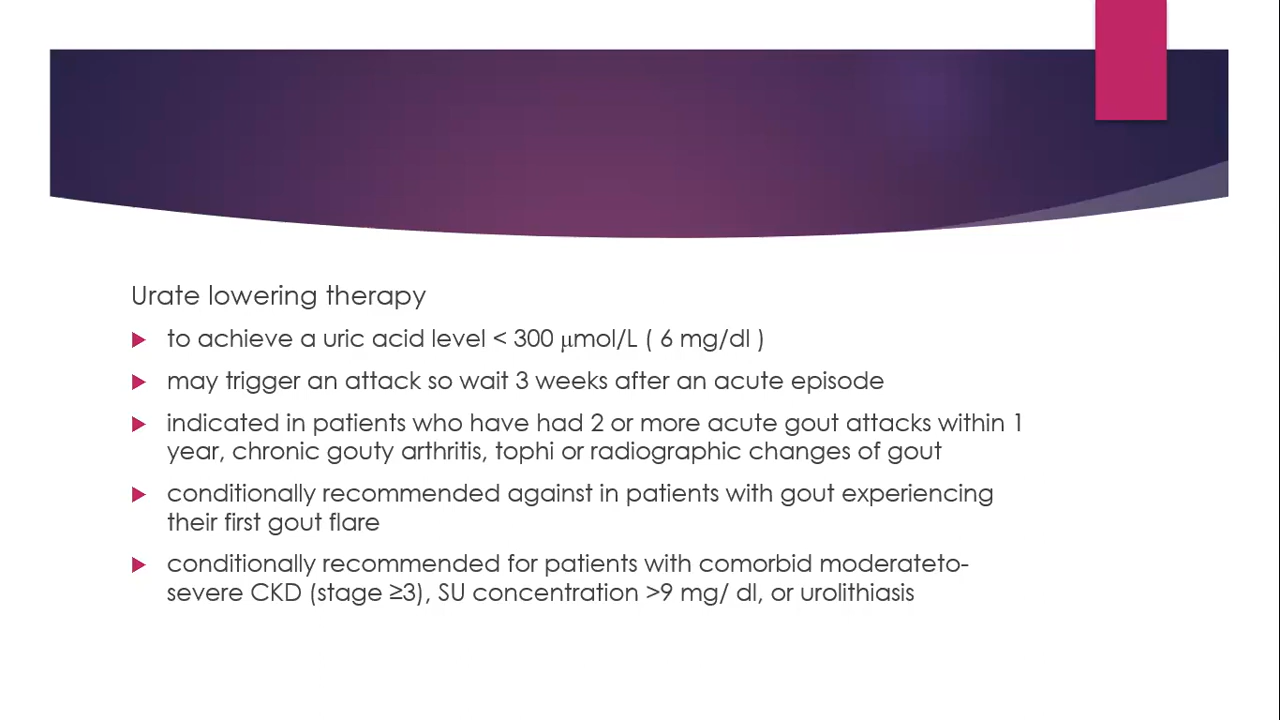 Urate lowering therapy
to achieve a uric acid level < 300 µmol/L ( 6 mg/dl )
may trigger an attack so wait 3 weeks after an acute episode
indicated in patients who have had 2 or more acute gout attacks within 1
year, chronic gouty arthritis, tophi or radiographic changes of gout
conditionally recommended against in patients with gout experiencing
their first gout flare
conditionally recommended for patients with comorbid moderateto-
severe CKD (stage ≥3), SU concentration >9 mg/ dl, or urolithiasis